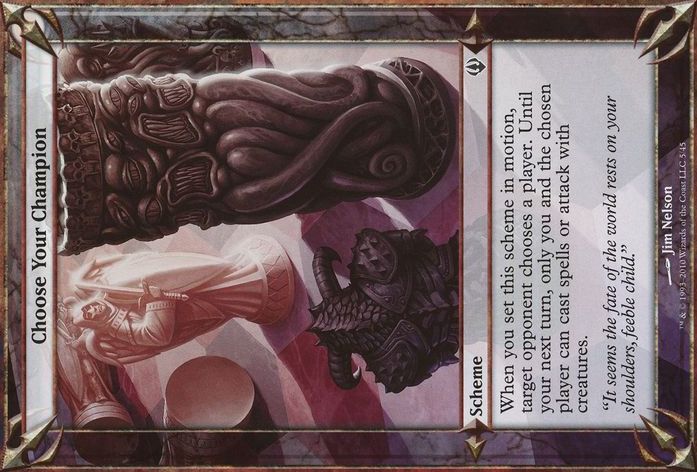 Choose Your Champion
Scheme
When you set this scheme in motion,
target opponent chooses a player. Until
your next turn, only you and the chosen
player can cast spells or attack with
creatures.
"It seems the fate of the world rests on your
shoulders, feeble child."
Jim Nelson
™ & © 1993–2010 Wizards of the Coast LLC 5/45